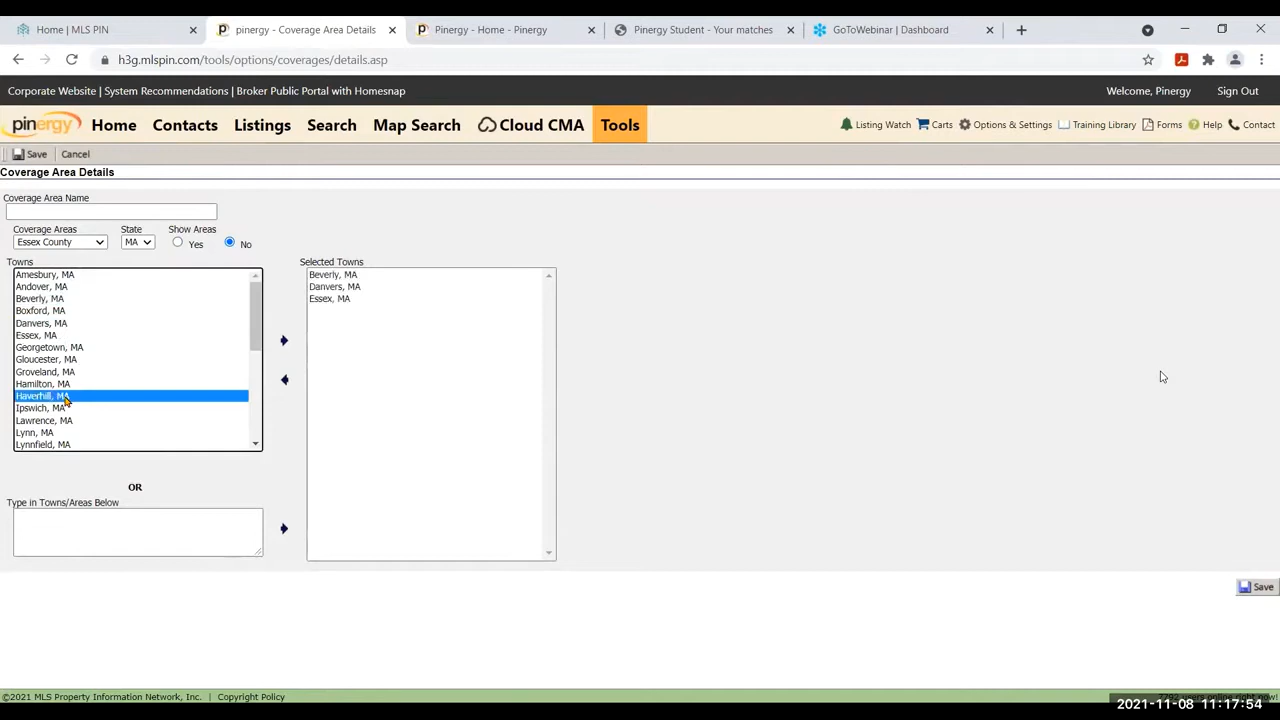 Home | MLS PIN
pinergy - Coverage Area Details
Pinergy - Home - Pinergy
Pinergy Student - Your matches
GoToWebinar | Dashboard
h3g.mlspin.com/tools/options/coverages/details.asp
Corporate Website | System Recommendations | Broker Public Portal with Homesnap
Welcome, Pinergy
Sign Out
pinergy
Home
Contacts
Listings
Search
Map Search
Cloud CMA
Tools
Listing Watch
Carts
Options & Settings
Training Library
Forms
Help
Contact
Save
Cancel
Coverage Area Details
Coverage Area Name
Coverage Areas
State
Show Areas
Essex County
MA
Yes
No
Towns
Selected Towns
Amesbury, MA
Andover, MA
Beverly, MA
Boxford, MA
Danvers, MA
Essex, MA
Georgetown, MA
Gloucester, MA
Groveland, MA
Hamilton, MA
Haverhill, MA
Ipswich, MA
Lawrence, MA
Lynn, MA
Lynnfield, MA
Beverly, MA
Danvers, MA
Essex, MA
OR
Type in Towns/Areas Below
Save
©2021 MLS Property Information Network, Inc. | Copyright Policy
7792 users online right now!
2021-11-08 11:17:54